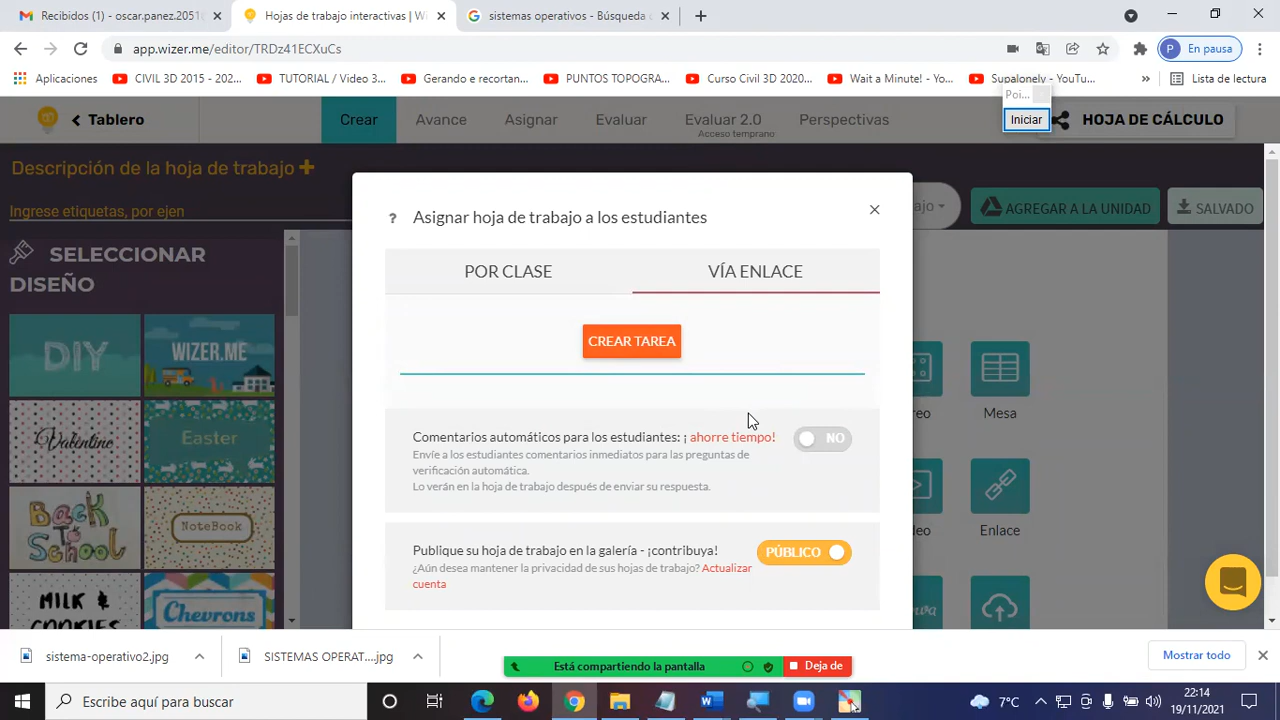 Recibidos (1) - oscar.panez.2051
Hojas de trabajo interactivas | Wi
sistemas operativos - Búsqueda
app.wizer.me/editor/TRDz41ECXuCs
P
En pausa
Aplicaciones
CIVIL 3D 2015 - 202...
TUTORIAL / Video 3...
Gerando e recortan...
PUNTOS TOPOGRA...
Curso Civil 3D 2020...
Wait a Minute! - Yo...
Supalonely - YouTu...
»
Lista de lectura
Poi...
Iniciar
Tablero
Crear
Avance
Asignar
Evaluar
Evaluar 2.0
Acceso temprano
Perspectivas
HOJA DE CÁLCULO
Descripción de la hoja de trabajo +
Ingrese etiquetas, por ejen
AGREGAR A LA UNIDAD
SALVADO
SELECCIONAR
DISEÑO
DIY
WIZER.ME
Valentine
Easter
Back
to
School
NoteBook
MILK &
COOKIES
Chevrons
? Asignar hoja de trabajo a los estudiantes
×
POR CLASE
VÍA ENLACE
CREAR TAREA
Comentarios automáticos para los estudiantes: ¡ ahorre tiempo!
NO
Envíe a los estudiantes comentarios inmediatos para las preguntas de
verificación automática.
Lo verán en la hoja de trabajo después de enviar su respuesta.
Publique su hoja de trabajo en la galería - ¡contribuya!
PÚBLICO
¿Aún desea mantener la privacidad de sus hojas de trabajo? Actualizar
cuenta
Mesa
Enlace
sistema-operativo2.jpg
SISTEMAS OPERAT....jpg
Está compartiendo la pantalla
Deja de
Mostrar todo
Escribe aquí para buscar
7°C
22:14
19/11/2021